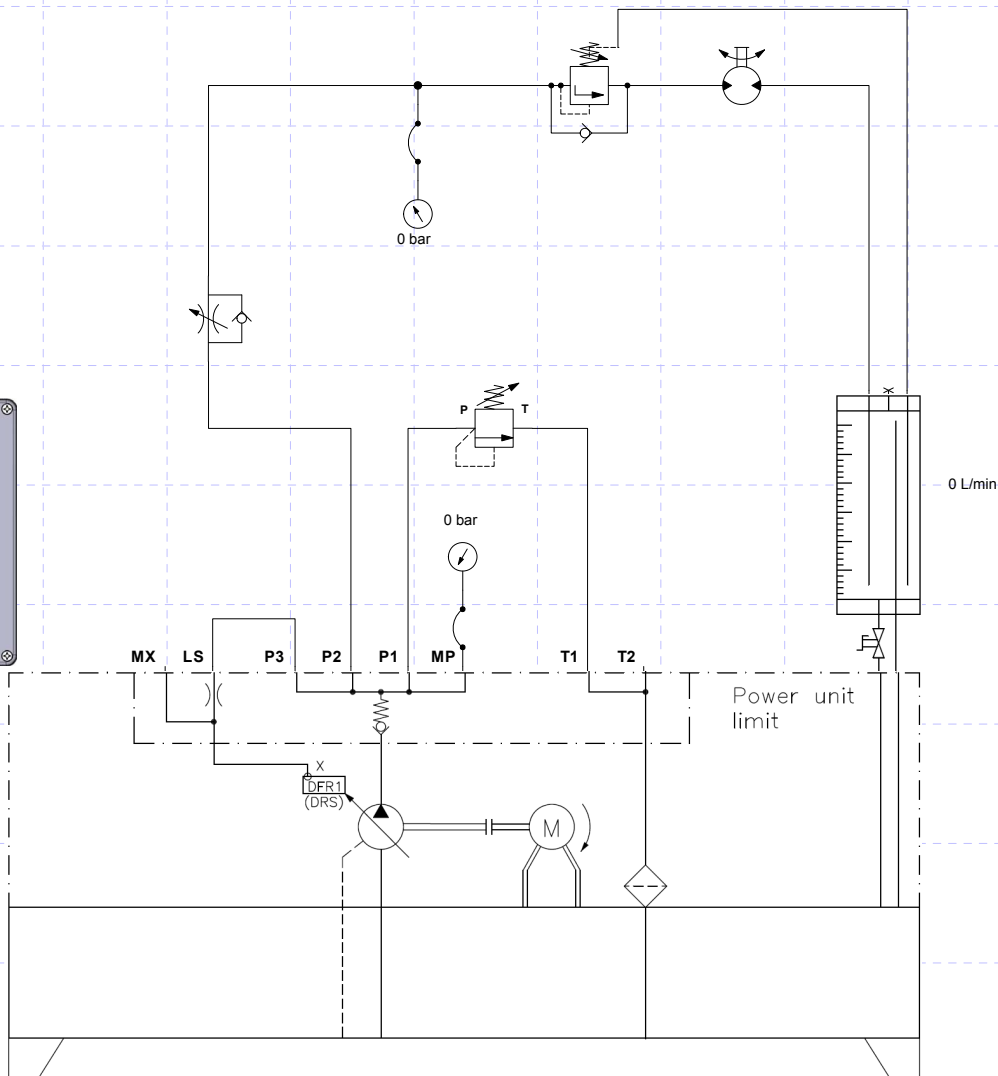 0 bar
P
T
0 L/min
0 bar
MX
LS
P3
P2
P1
MP
T1
T2
Power unit
limit
X
DFR1
(DRS)
M